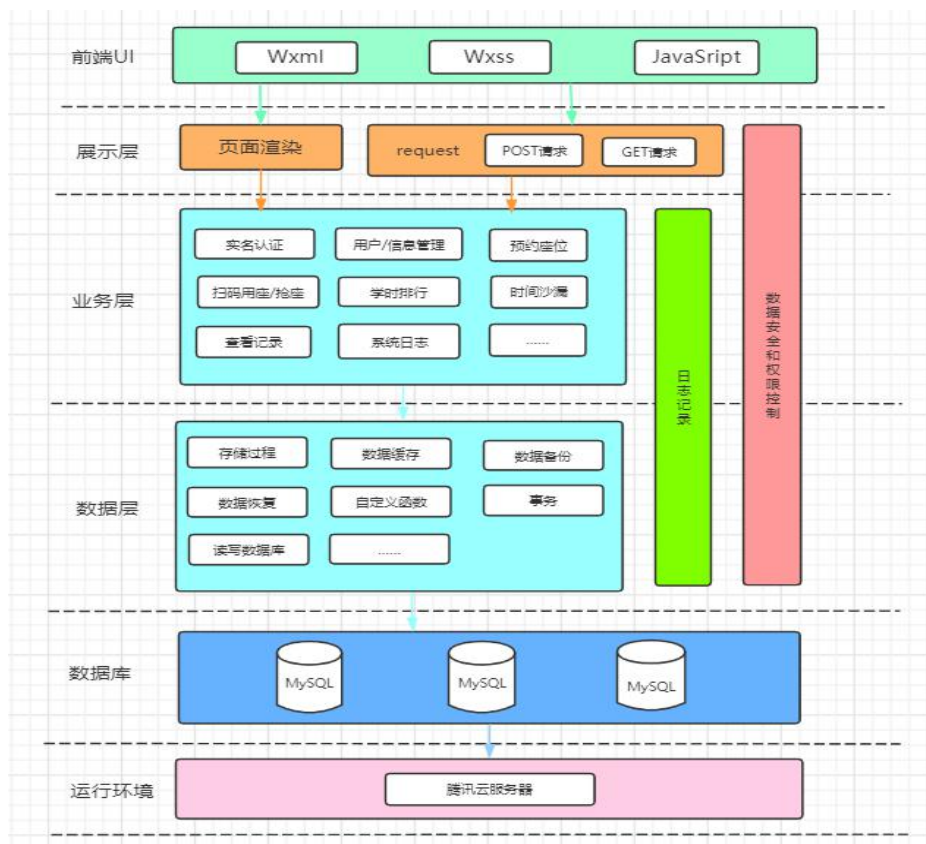 前端UI
Wxml
Wxss
JavaSript
展示层
页面渲染
request
POST请求
GET请求
业务层
实名认证
用户/信息管理
预约座位
扫码用座/抢座
学时排行
时间沙漏
查看记录
系统日志
......
日志记录
数据安全和权限控制
数据层
存储过程
数据缓存
数据备份
数据恢复
自定义函数
事务
读写数据库
......
数据库
MySQL
MySQL
MySQL
运行环境
腾讯云服务器